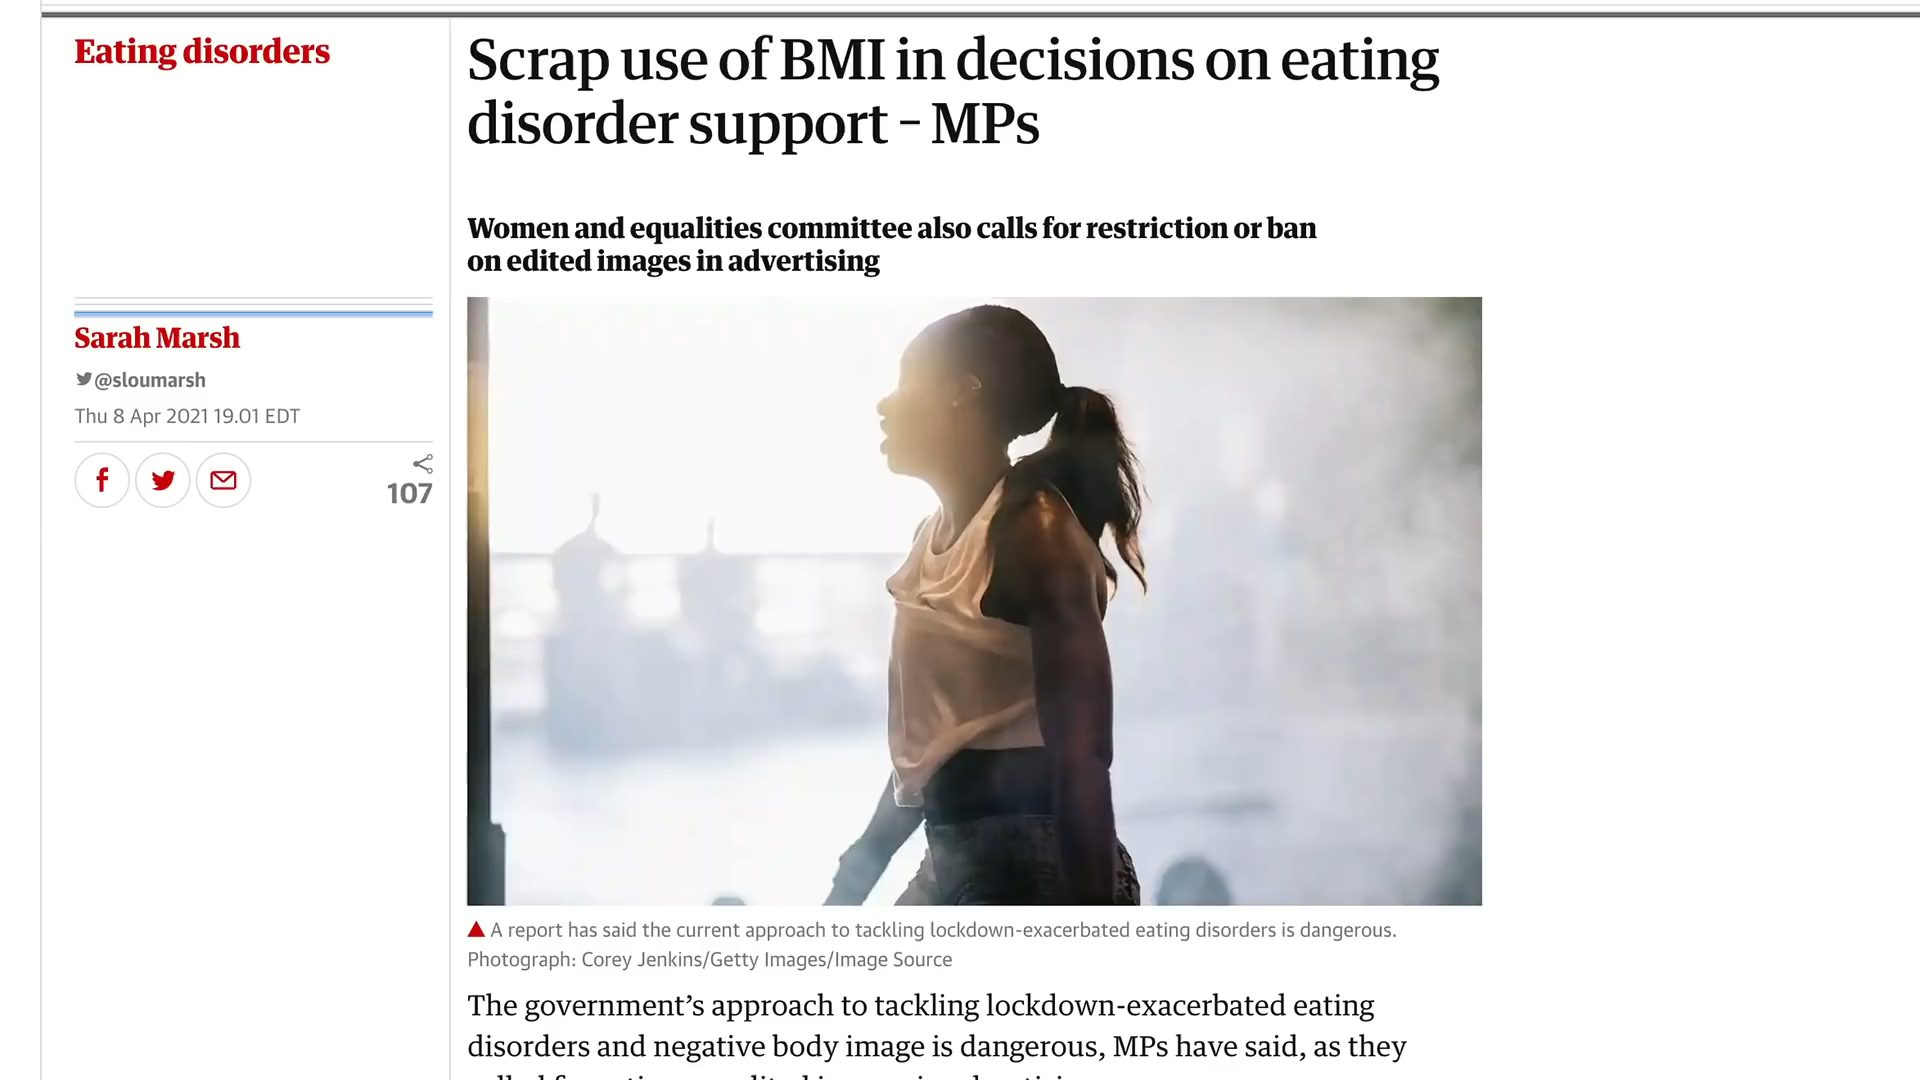 Eating disorders
Scrap use of BMI in decisions on eating
disorder support – MPs
Women and equalities committee also calls for restriction or ban
on edited images in advertising
Sarah Marsh
@sloumarsh
Thu 8 Apr 2021 19.01 EDT
107
A report has said the current approach to tackling lockdown-exacerbated eating disorders is dangerous.
Photograph: Corey Jenkins/Getty Images/Image Source
The government’s approach to tackling lockdown-exacerbated eating
disorders and negative body image is dangerous, MPs have said, as they